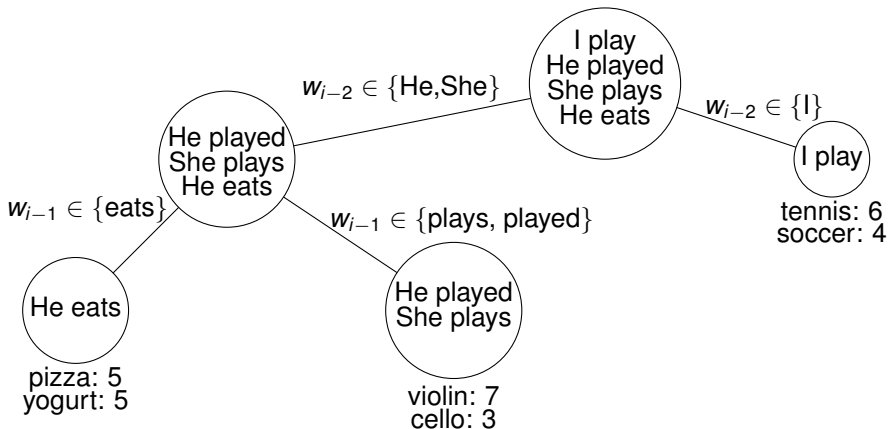 I play
He played
She plays
He eats
w_{i−2} ∈ {He,She}
w_{i−2} ∈ {I}
He played
She plays
He eats
I play
tennis: 6
soccer: 4
w_{i−1} ∈ {eats}
w_{i−1} ∈ {plays, played}
He eats
He played
She plays
pizza: 5
yogurt: 5
violin: 7
cello: 3